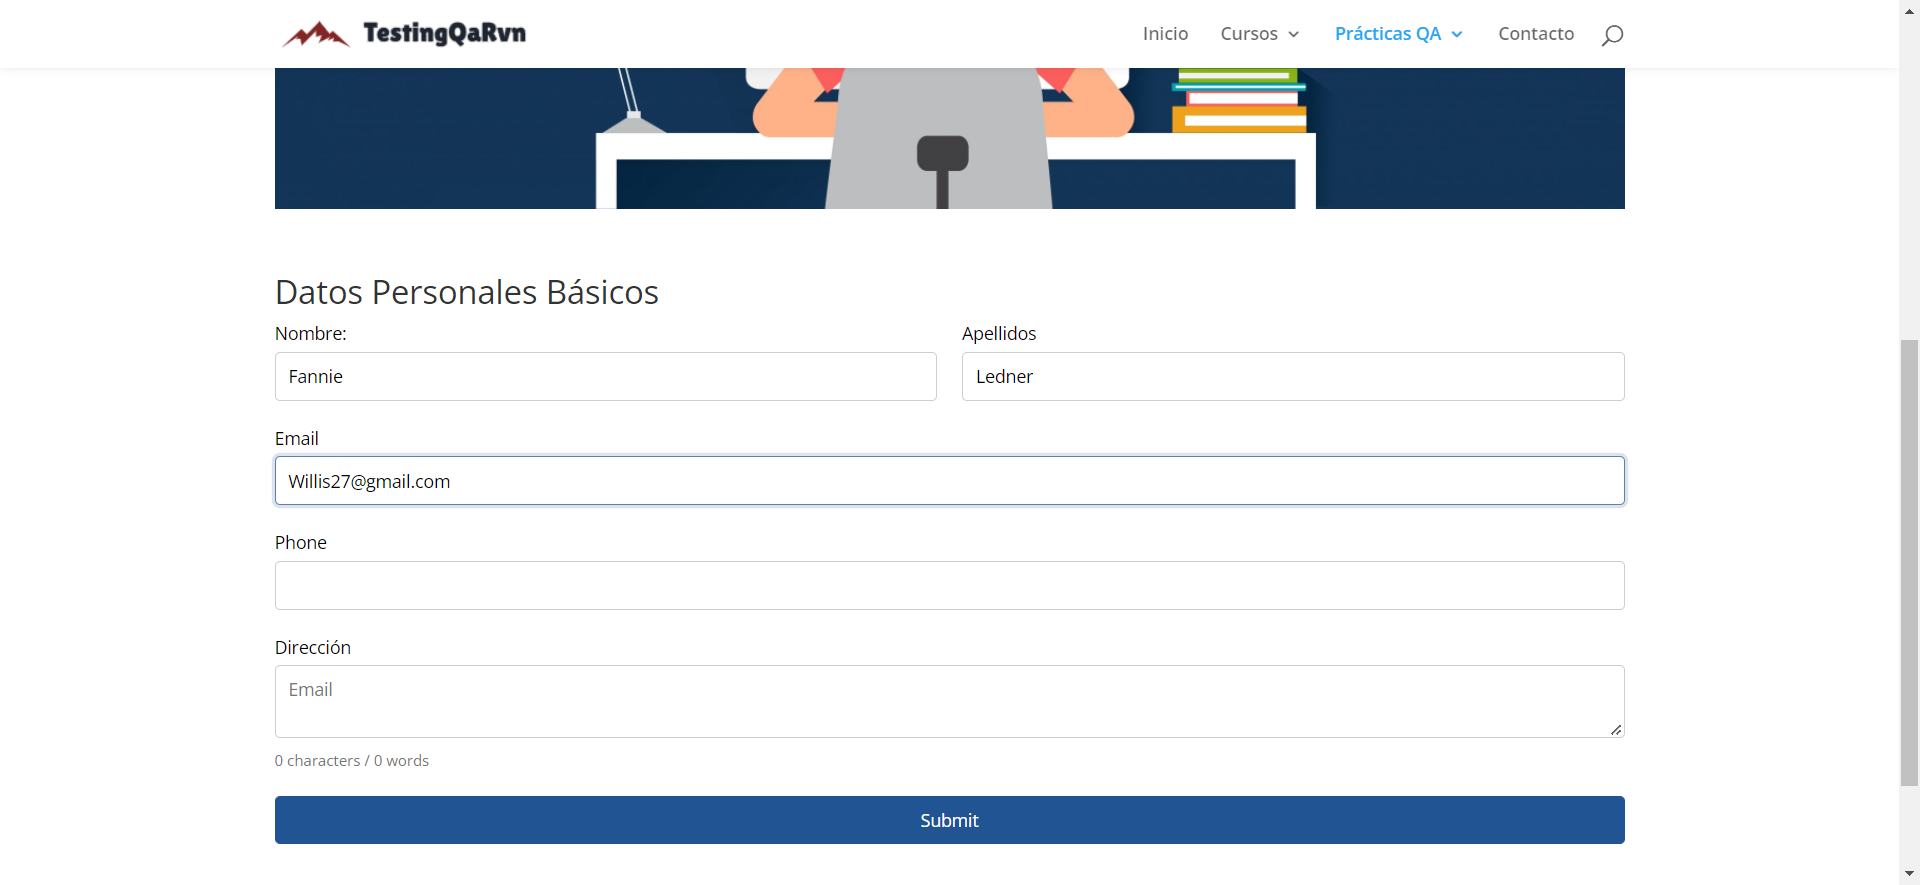 TestingQaRvn
Inicio
Cursos
Prácticas QA
Contacto
Datos Personales Básicos
Nombre:
Apellidos
Fannie
Ledner
Email
Willis27@gmail.com
Phone
Dirección
Email
0 characters / 0 words
Submit